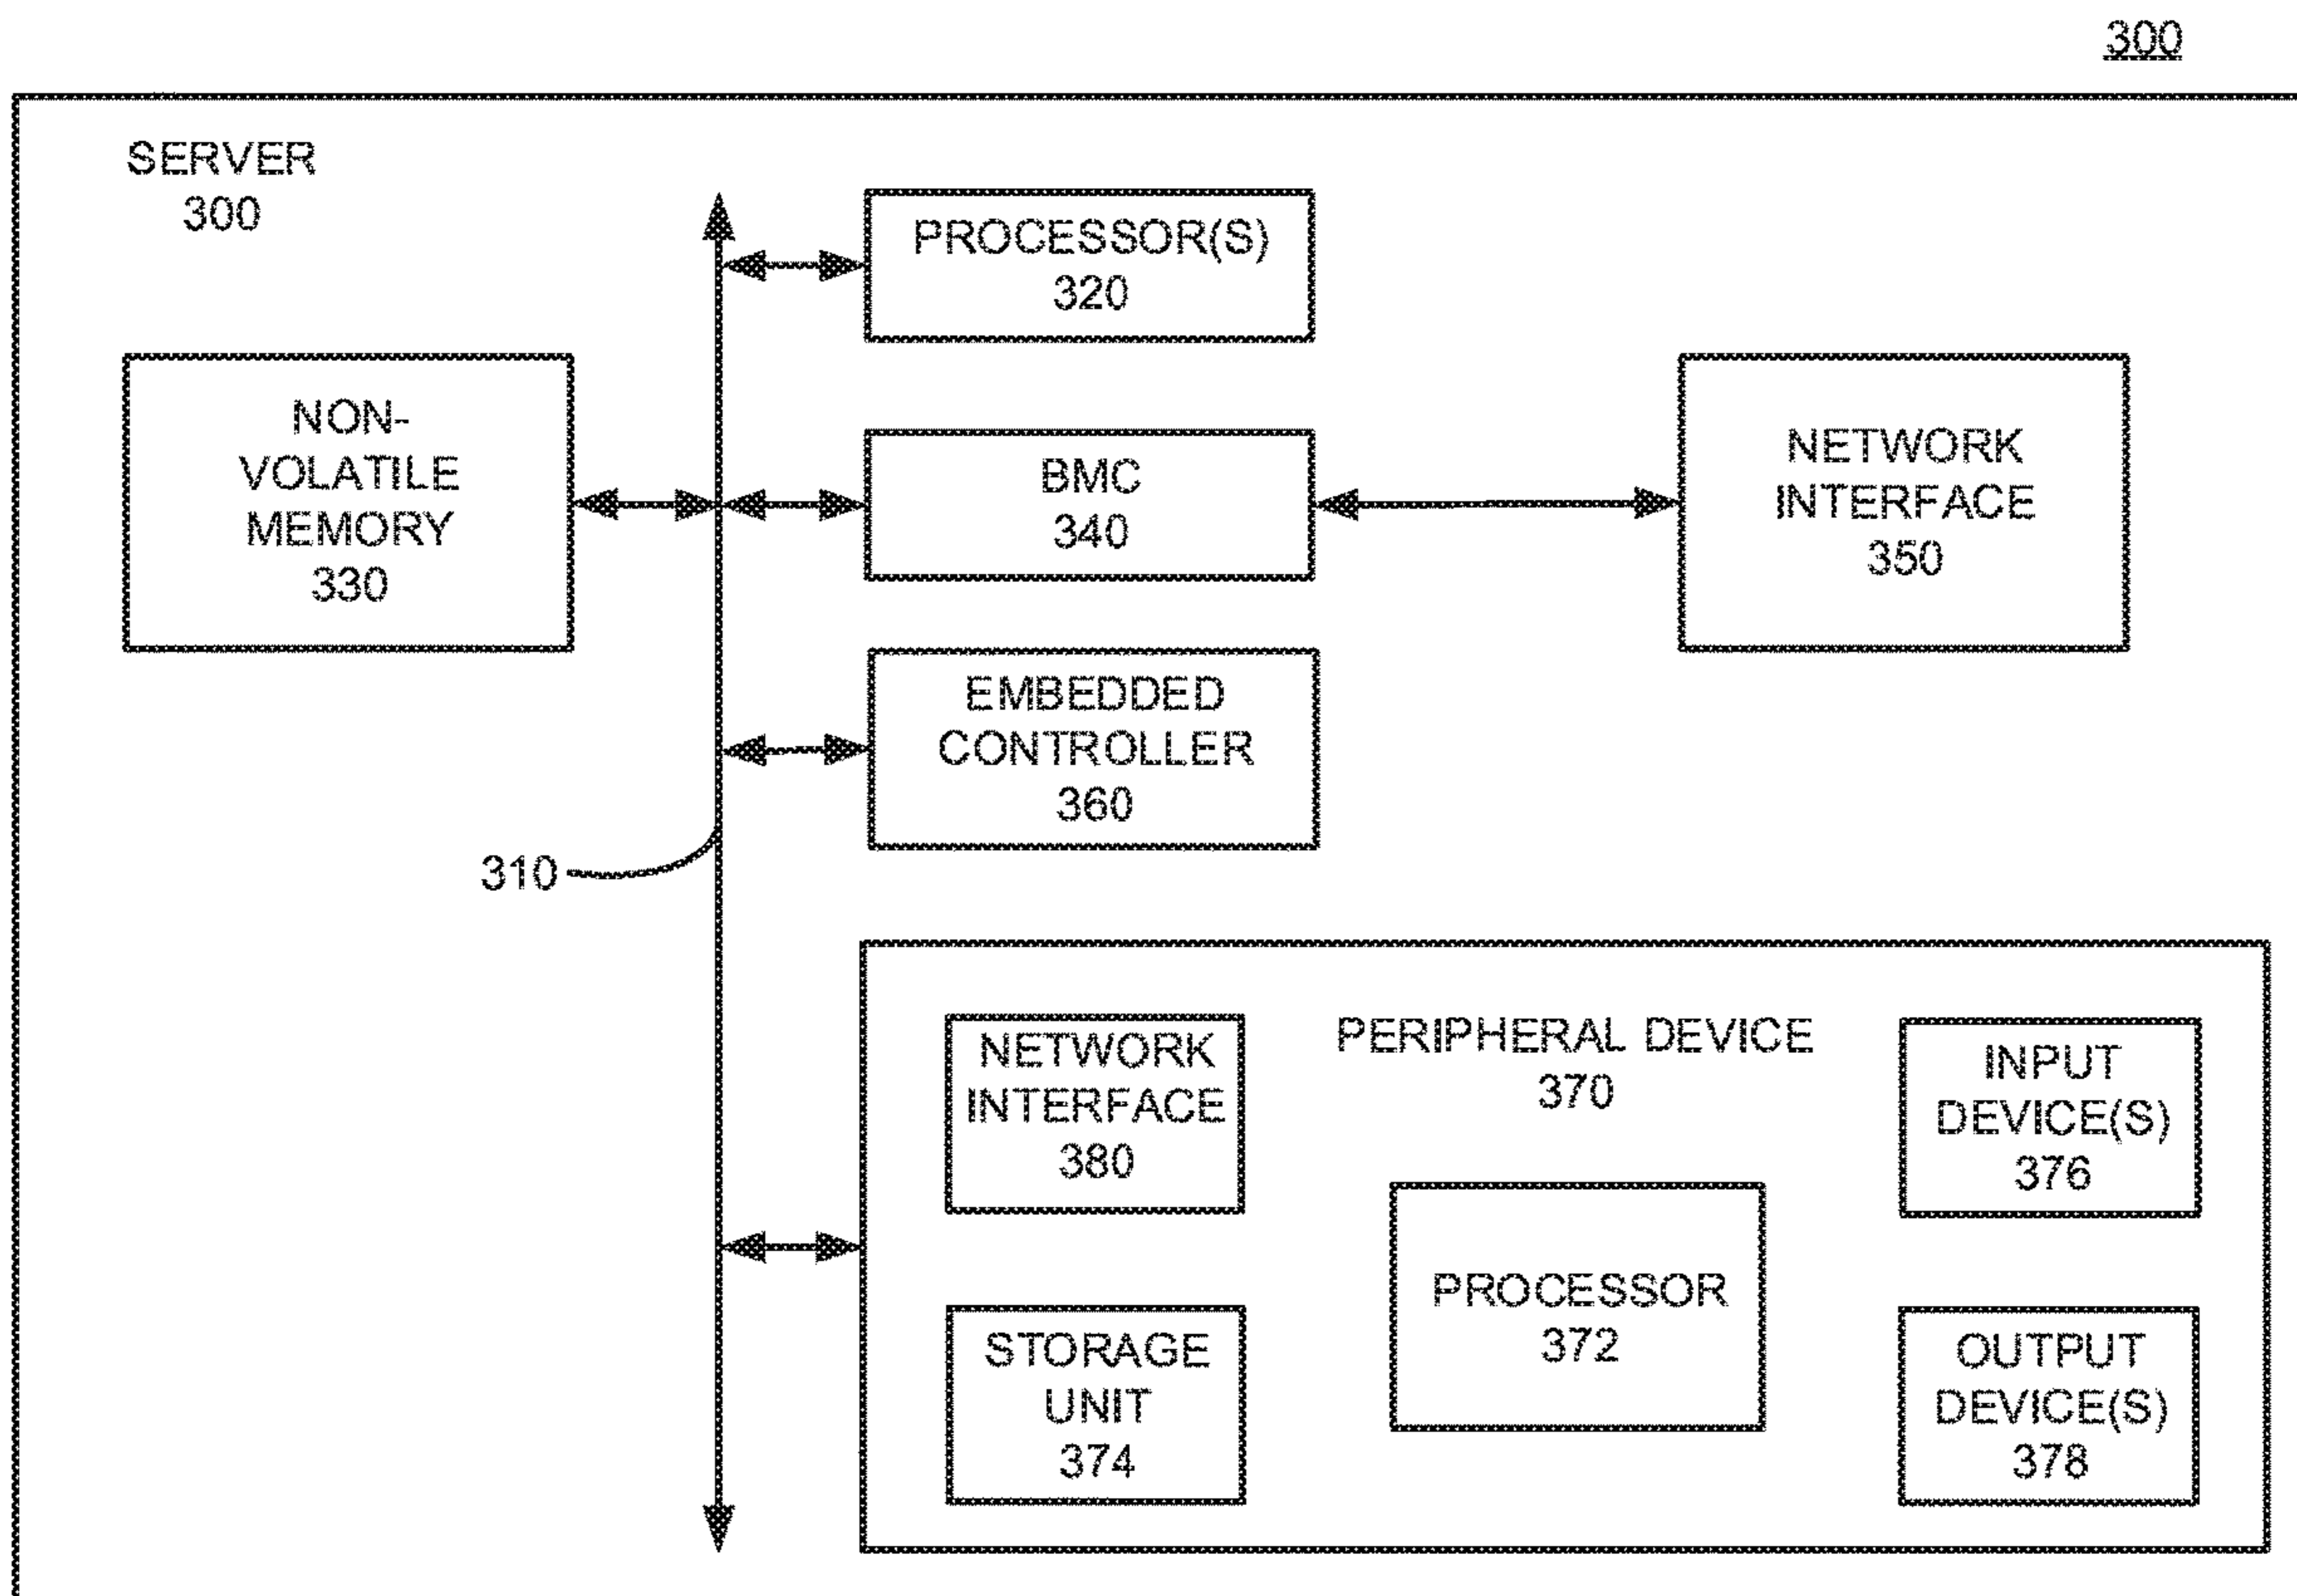 300
SERVER
300
PROCESSOR(S)
320
NON-
VOLATILE
MEMORY
330
BMC
340
NETWORK
INTERFACE
350
EMBEDDED
CONTROLLER
360
310
PERIPHERAL DEVICE
370
NETWORK
INTERFACE
380
INPUT
DEVICE(S)
376
PROCESSOR
372
STORAGE
UNIT
374
OUTPUT
DEVICE(S)
378